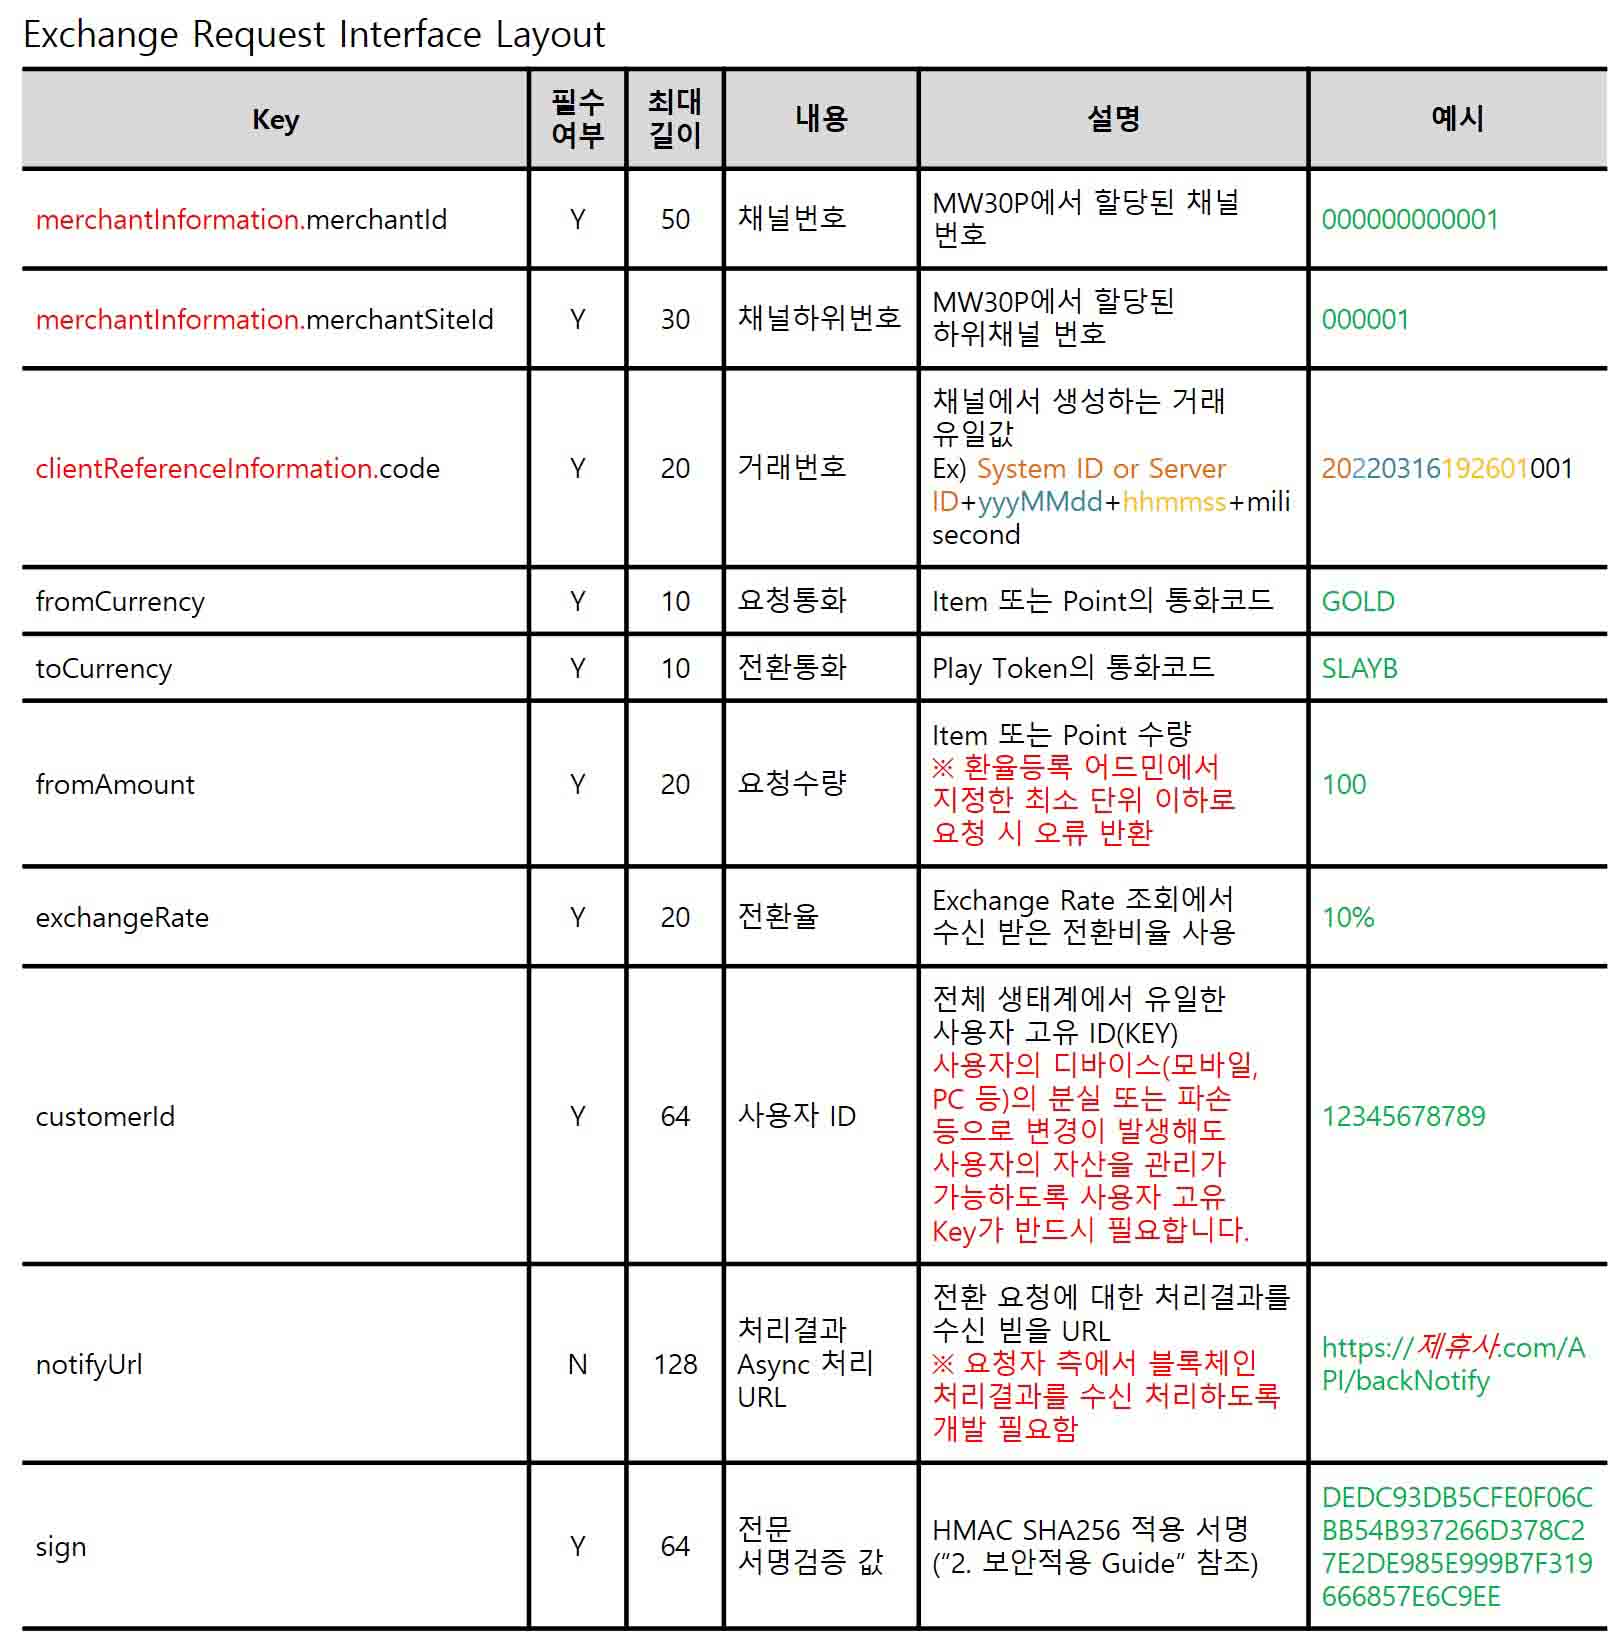 Exchange Request Interface Layout
Key
필수
여부
최대
길이
내용
설명
예시
merchantInformation.merchantId
Y
50
채널번호
MW30P에서 할당된 채널
번호
000000000001
merchantInformation.merchantSiteId
Y
30
채널하위번호
MW30P에서 할당된
하위채널 번호
000001
clientReferenceInformation.code
Y
20
거래번호
채널에서 생성하는 거래
유일값
Ex) System ID or Server
ID+yyyMMdd+hhmmss+mili
second
20220316192601001
fromCurrency
Y
10
요청통화
Item 또는 Point의 통화코드
GOLD
toCurrency
Y
10
전환통화
Play Token의 통화코드
SLAYB
fromAmount
Y
20
요청수량
Item 또는 Point 수량
※ 환율등록 어드민에서
지정한 최소 단위 이하로
요청 시 오류 반환
100
exchangeRate
Y
20
전환율
Exchange Rate 조회에서
수신 받은 전환비율 사용
10%
customerId
Y
64
사용자 ID
전체 생태계에서 유일한
사용자 고유 ID(KEY)
사용자의 디바이스(모바일,
PC 등)의 분실 또는 파손
등으로 변경이 발생해도
사용자의 자산을 관리가
가능하도록 사용자 고유
Key가 반드시 필요합니다.
12345678789
notifyUrl
N
128
처리결과
Async 처리
URL
전환 요청에 대한 처리결과를
수신 빋을 URL
※ 요청자 측에서 블록체인
처리결과를 수신 처리하도록
개발 필요함
https://제휴사.com/A
PI/backNotify
sign
Y
64
전문
서명검증 값
HMAC SHA256 적용 서명
(“2. 보안적용 Guide” 참조)
DEDC93DB5CFE0F06C
BB54B937266D378C2
7E2DE985E999B7F319
666857E6C9EE